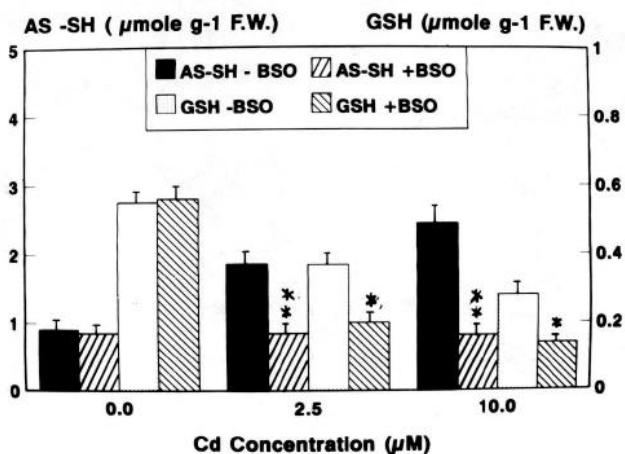 AS -SH ( µmole g-1 F.W.) GSH (µmole g-1 F.W.)
5 1
AS-SH - BSO AS-SH +BSO
GSH -BSO GSH +BSO
4 0.8
3 0.6
2 0.4
** * ** *
1 0.2
0 0
0.0 2.5 10.0
Cd Concentration (µM)